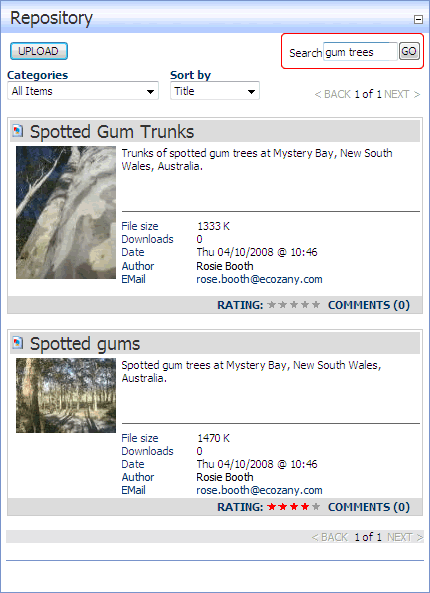 Repository
UPLOAD
Search gum trees GO
Categories Sort by
All Items Title
< BACK 1 of 1 NEXT >
Spotted Gum Trunks
Trunks of spotted gum trees at Mystery Bay, New South
Wales, Australia.
File size 1333 K
Downloads 0
Date Thu 04/10/2008 @ 10:46
Author Rosie Booth
EMail rose.booth@ecozany.com
RATING: COMMENTS (0)
Spotted gums
Spotted gum trees at Mystery Bay, New South Wales,
Australia.
File size 1470 K
Downloads 0
Date Thu 04/10/2008 @ 10:46
Author Rosie Booth
EMail rose.booth@ecozany.com
RATING: COMMENTS (0)
< BACK 1 of 1 NEXT >